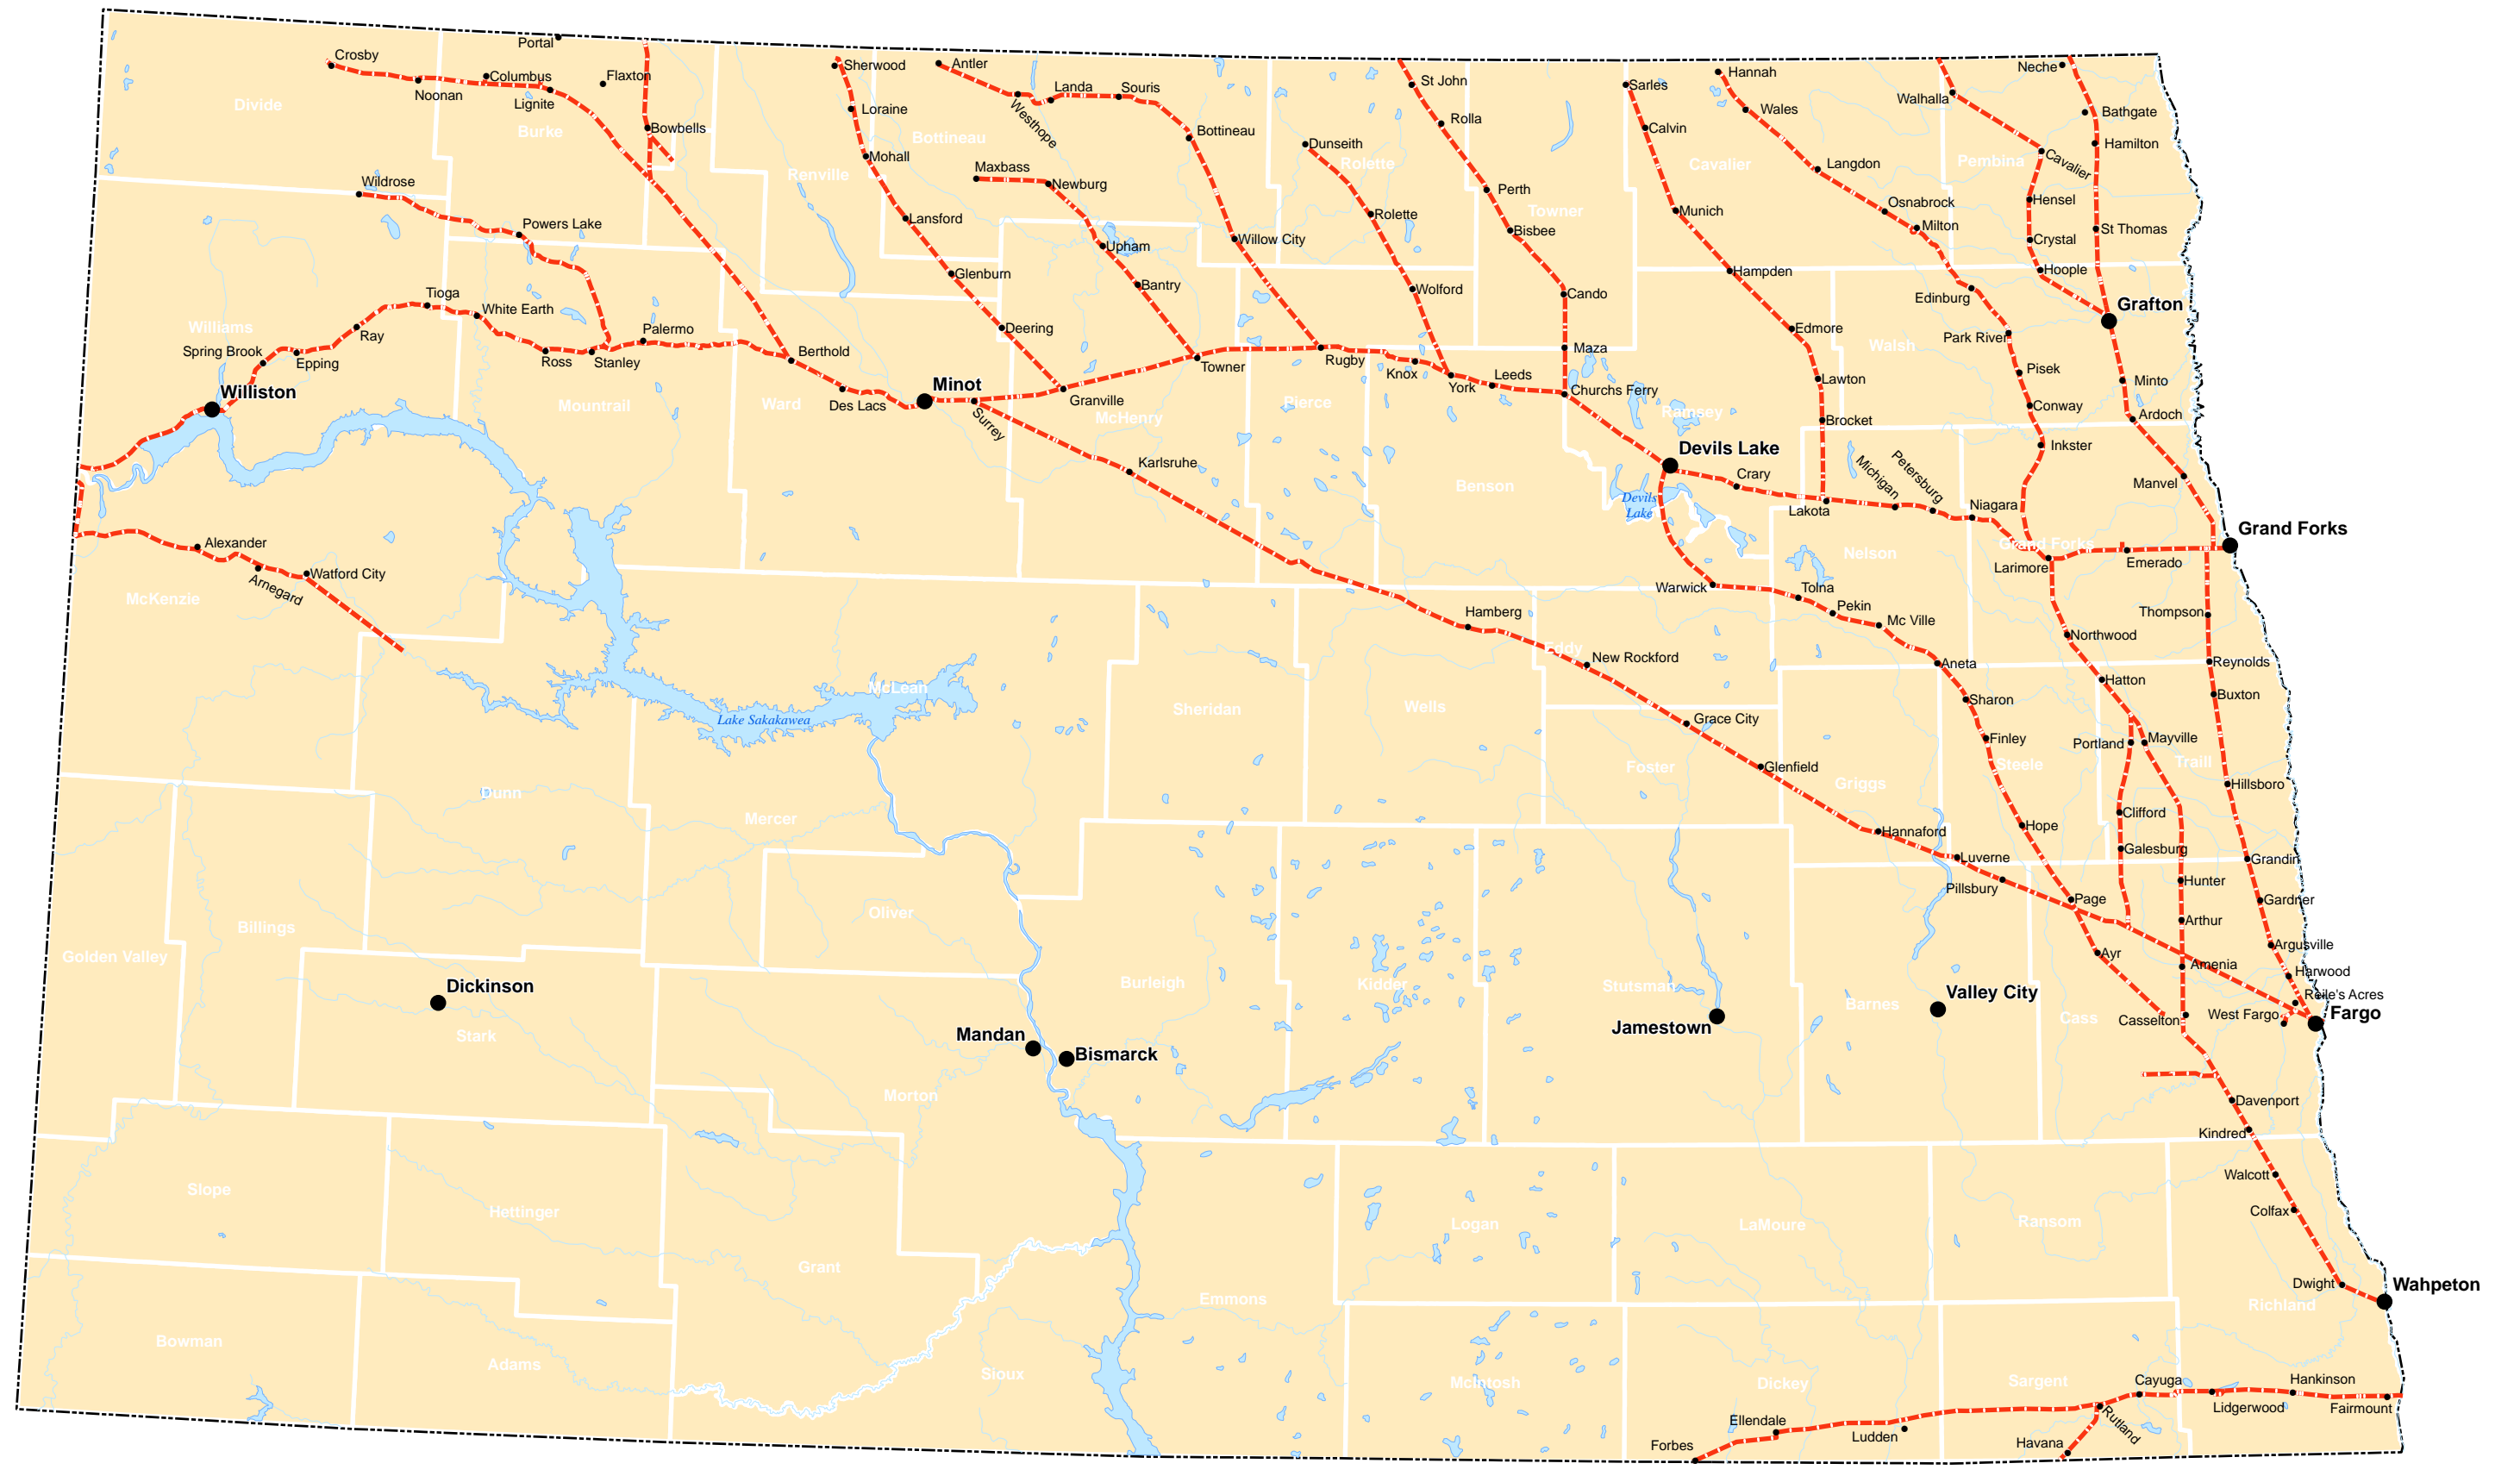 Portal
Crosby
Columbus
Flaxton
Noonan
Lignite
Divide
Burke
Bowbells
Sherwood
Loraine
Mohall
Renville
Antler
Westhope
Landa
Souris
Bottineau
Bottineau
Maxbass
Newburg
Dunseith
Rolette
St John
Rolla
Sarles
Calvin
Hannah
Wales
Langdon
Cavalier
Walhalla
Neche
Bathgate
Hamilton
Pembina
Cavalier
Wildrose
Powers Lake
Lansford
Upham
Willow City
Rolette
Perth
Bisbee
Towner
Munich
Osnabrock
Milton
Hensel
Crystal
St Thomas
Hoople
Glenburn
Bantry
Wolford
Cando
Hampden
Edinburg
Grafton
Tioga
White Earth
Williams
Ray
Spring Brook
Epping
Ross
Stanley
Palermo
Berthold
Deering
Towner
Rugby
Knox
York
Leeds
Maza
Churchs Ferry
Edmore
Lawton
Brocket
Walsh
Park River
Pisek
Conway
Minto
Ardoch
Williston
Mountrail
Ward
Des Lacs
Minot
Surrey
Granville
McHenry
Pierce
Ramsey
Inkster
Manvel
Karlsruhe
Benson
Devils Lake
Devils
Lake
Crary
Lakota
Michigan
Petersburg
Niagara
Grand Forks
Grand Forks
Larimore
Emerado
Nelson
Alexander
Arnegard
Watford City
McKenzie
Warwick
Tolna
Pekin
Mc Ville
Thompson
Northwood
Reynolds
Hamberg
Eddy
New Rockford
Aneta
Hatton
Buxton
Sharon
McLean
Lake Sakakawea
Sheridan
Wells
Grace City
Finley
Portland
Mayville
Steele
Traill
Foster
Glenfield
Griggs
Hillsboro
Dunn
Mercer
Hannaford
Hope
Clifford
Galesburg
Luverne
Grandin
Pillsbury
Page
Hunter
Gardner
Arthur
Oliver
Billings
Golden Valley
Ayr
Amenia
Argusville
Harwood
Reile's Acres
Burleigh
Kidder
Stutsman
Barnes
Cass
Casselton
West Fargo
Fargo
Dickinson
Stark
Mandan
Bismarck
Jamestown
Valley City
Morton
Davenport
Kindred
Walcott
Colfax
Slope
Hettinger
Grant
Logan
LaMoure
Ransom
Dwight
Wahpeton
Richland
Emmons
Bowman
Adams
Sioux
McIntosh
Dickey
Sargent
Cayuga
Hankinson
Lidgerwood
Fairmount
Ellendale
Ludden
Forbes
Rutland
Havana